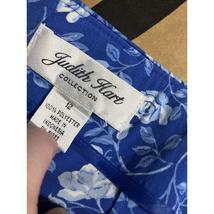 Judith Hart
COLLECTION
12
100% POLYESTER
MADE IN
INDONESIA